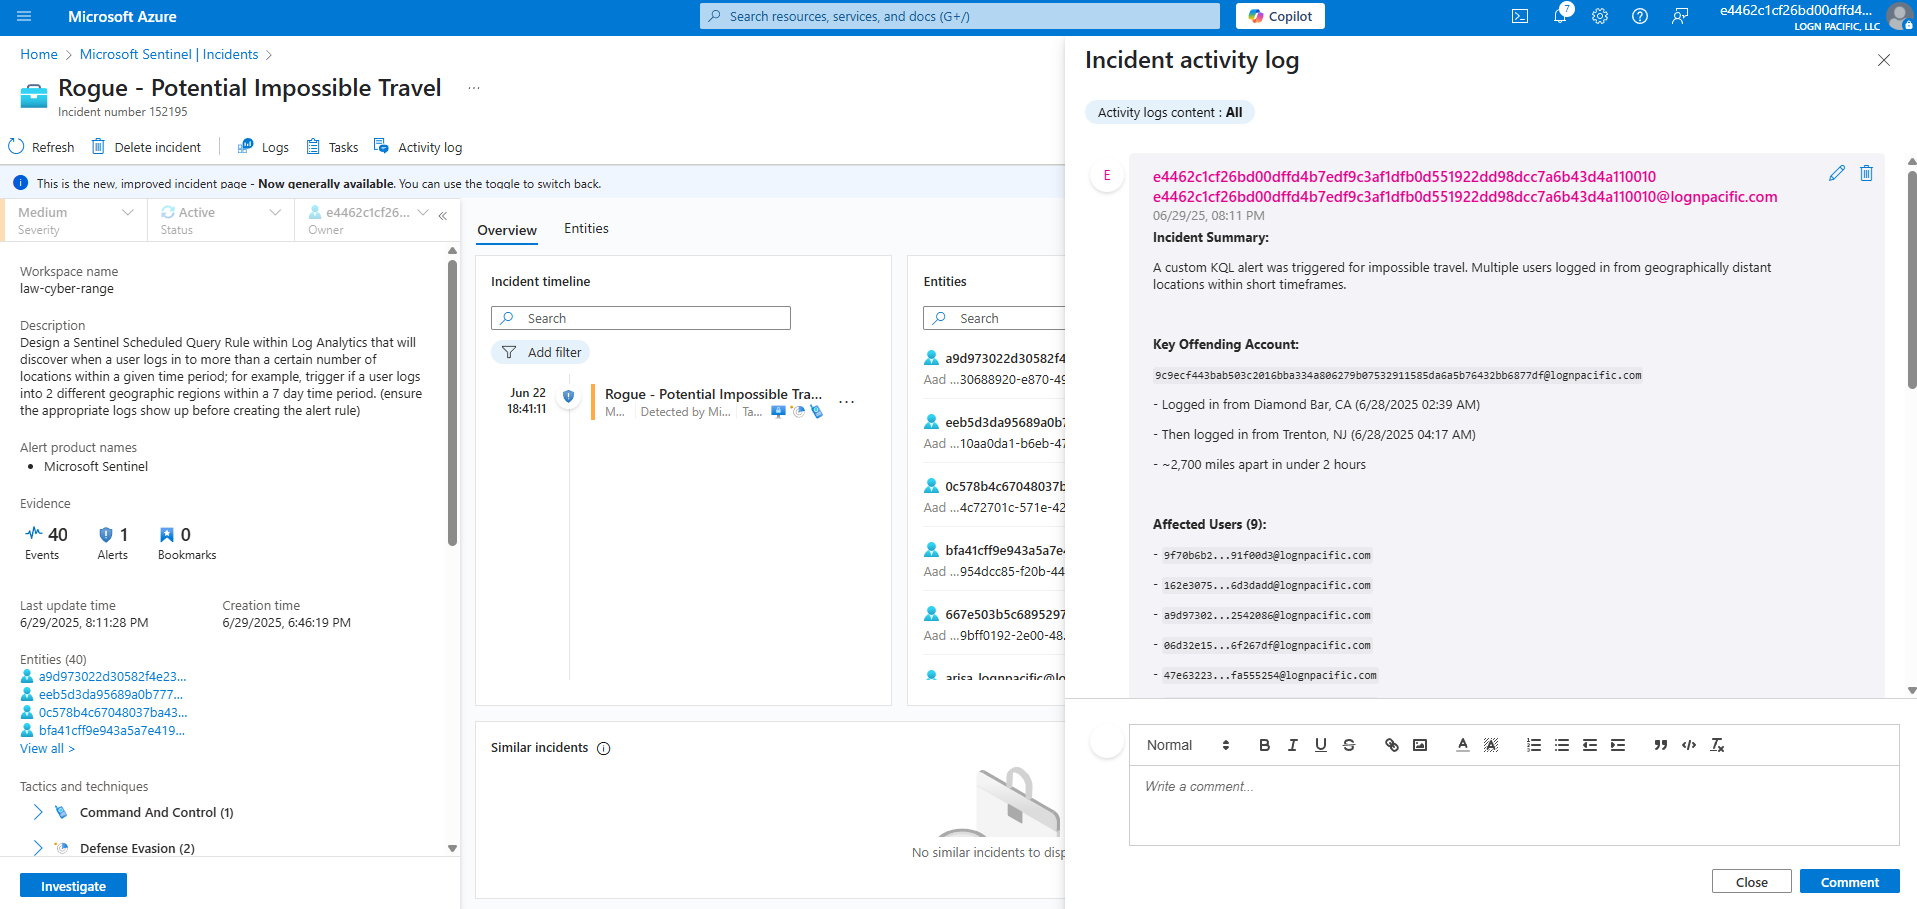 Microsoft Azure
Search resources, services, and docs (G+/)
Copilot
7
e4462c1cf26bd00dffd4...
LOGN PACIFIC, LLC
Home > Microsoft Sentinel | Incidents >
Rogue - Potential Impossible Travel ...
Incident number 152195
Refresh Delete incident Logs Tasks Activity log
This is the new, improved incident page - Now generally available. You can use the toggle to switch back.
Medium
Severity
Active
Status
e4462c1cf26...
Owner
Workspace name
law-cyber-range
Description
Design a Sentinel Scheduled Query Rule within Log Analytics that will
discover when a user logs in to more than a certain number of
locations within a given time period; for example, trigger if a user logs
into 2 different geographic regions within a 7 day time period. (ensure
the appropriate logs show up before creating the alert rule)
Alert product names
• Microsoft Sentinel
Evidence
40
Events
1
Alerts
0
Bookmarks
Last update time
6/29/2025, 8:11:28 PM
Creation time
6/29/2025, 6:46:19 PM
Entities (40)
a9d973022d30582f4e23...
eeb5d3da95689a0b777...
0c578b4c67048037ba43...
bfa41cff9e943a5a7e419...
View all >
Tactics and techniques
Command And Control (1)
Defense Evasion (2)
Investigate
Overview Entities
Incident timeline
Search
Add filter
Jun 22
18:41:11
Rogue - Potential Impossible Tra...
M... Detected by Mi... Ta...
Entities
Search
a9d973022d30582f4
Aad ...30688920-e870-49
eeb5d3da95689a0b7
Aad ...10aa0da1-b6eb-47
0c578b4c67048037b
Aad ...4c72701c-571e-42
bfa41cff9e943a5a7e
Aad ...954dcc85-f20b-44
667e503b5c6895297
Aad ...9bff0192-2e00-48.
arisa_lognpacific@lo
Similar incidents
No similar incidents to disp
Incident activity log
Activity logs content : All
E
e4462c1cf26bd00dffd4b7edf9c3af1dfb0d551922dd98dcc7a6b43d4a110010
e4462c1cf26bd00dffd4b7edf9c3af1dfb0d551922dd98dcc7a6b43d4a110010@lognpacific.com
06/29/25, 08:11 PM
Incident Summary:
A custom KQL alert was triggered for impossible travel. Multiple users logged in from geographically distant
locations within short timeframes.
Key Offending Account:
9c9ecf443bab503c2016bba334a806279b07532911585da6a5b76432bb6877df@lognpacific.com
- Logged in from Diamond Bar, CA (6/28/2025 02:39 AM)
- Then logged in from Trenton, NJ (6/28/2025 04:17 AM)
- ~2,700 miles apart in under 2 hours
Affected Users (9):
- 9f70b6b2...91f00d3@lognpacific.com
- 162e3075...6d3dadd@lognpacific.com
- a9d97302...2542086@lognpacific.com
- 06d32e15...6f267df@lognpacific.com
- 47e63223...fa555254@lognpacific.com
Normal B I U S A
Write a comment...
Close Comment